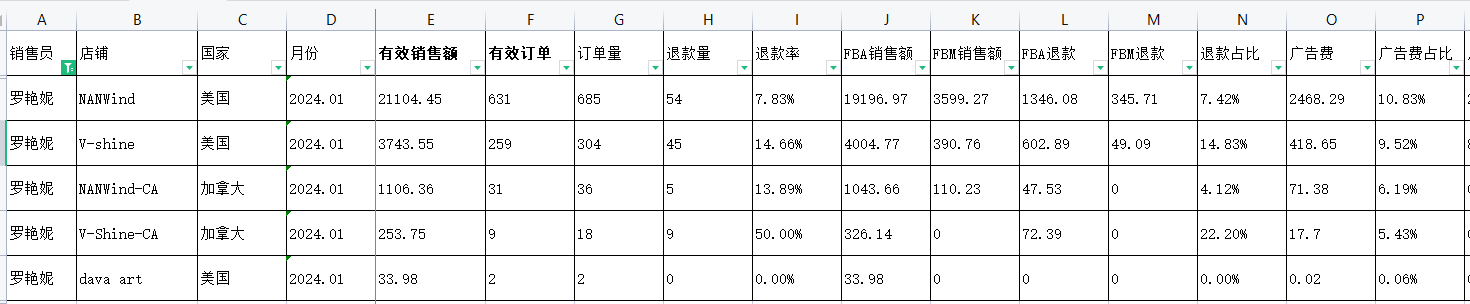 A B C D E F G H I J K L M N O P
销售员 店铺 国家 月份 有效销售额 有效订单 订单量 退款量 退款率 FBA销售额 FBM销售额 FBA退款 FBM退款 退款占比 广告费 广告费占比
罗艳妮 NANWind 美国 2024.01 21104.45 631 685 54 7.83% 19196.97 3599.27 1346.08 345.71 7.42% 2468.29 10.83%
罗艳妮 V-shine 美国 2024.01 3743.55 259 304 45 14.66% 4004.77 390.76 602.89 49.09 14.83% 418.65 9.52%
罗艳妮 NANWind-CA 加拿大 2024.01 1106.36 31 36 5 13.89% 1043.66 110.23 47.53 0 4.12% 71.38 6.19%
罗艳妮 V-Shine-CA 加拿大 2024.01 253.75 9 18 9 50.00% 326.14 0 72.39 0 22.20% 17.7 5.43%
罗艳妮 dava art 美国 2024.01 33.98 2 2 0 0.00% 33.98 0 0 0 0.00% 0.02 0.06%